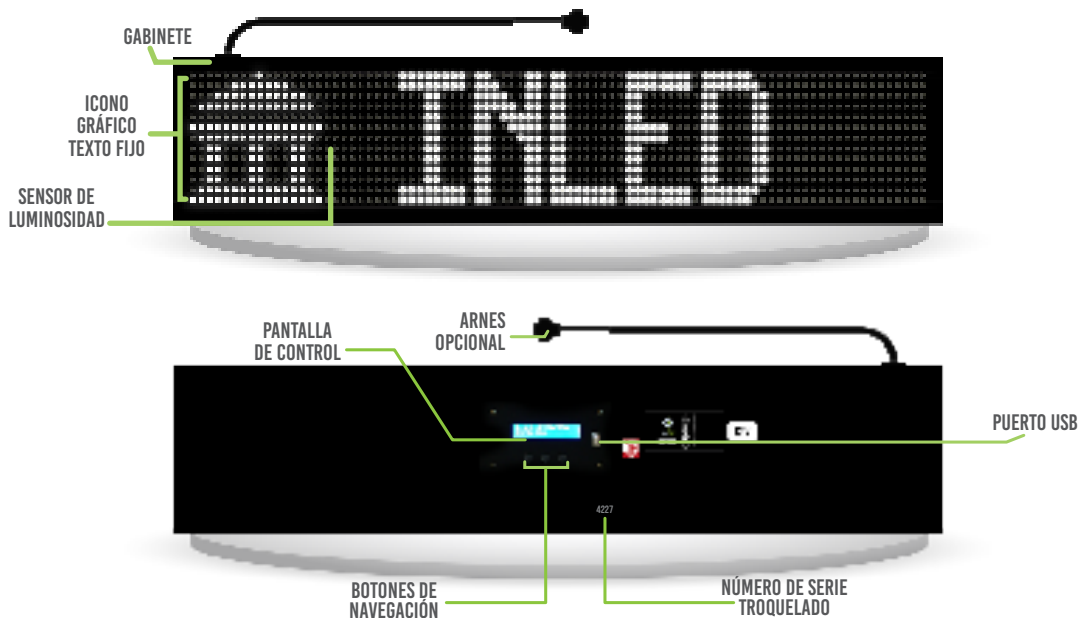 GABINETE
ICONO
GRÁFICO
TEXTO FIJO
SENSOR DE
LUMINOSIDAD
INLED
PANTALLA
DE CONTROL
ARNES
OPCIONAL
PUERTO USB
4227
BOTONES DE
NAVEGACIÓN
NÚMERO DE SERIE
TROQUELADO